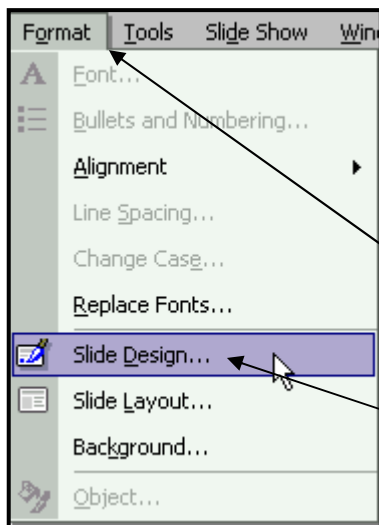 Format Tools Slide Show
Font...
Bullets and Numbering...
Alignment
Line Spacing...
Change Case...
Replace Fonts...
Slide Design...
Slide Layout...
Background...
Object...